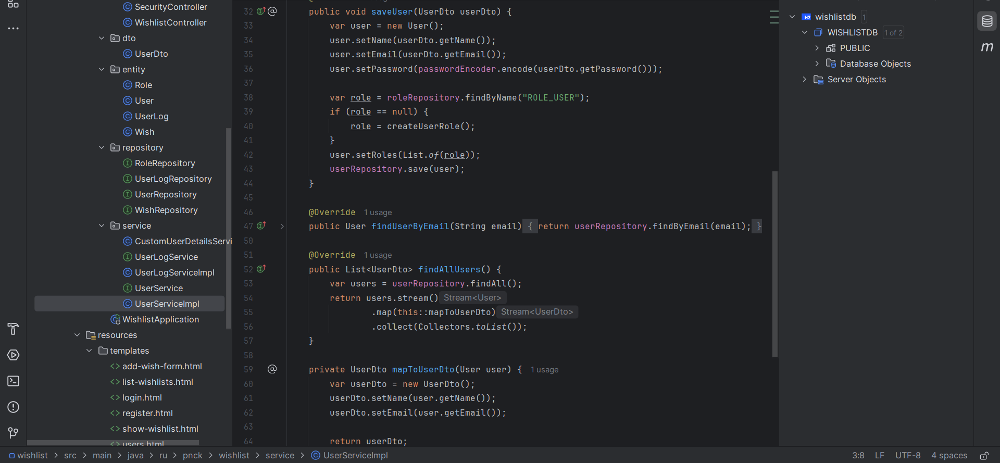 SecurityController
WishlistController
dto
UserDto
entity
Role
User
UserLog
Wish
repository
RoleRepository
UserLogRepository
UserRepository
WishRepository
service
CustomUserDetailsServi
UserLogService
UserLogServiceImpl
UserService
UserServiceImpl
WishlistApplication
resources
templates
add-wish-form.html
list-wishlists.html
login.html
register.html
show-wishlist.html
users.html
32 public void saveUser(UserDto userDto) {
33 var user = new User();
34 user.setName(userDto.getName());
35 user.setEmail(userDto.getEmail());
36 user.setPassword(passwordEncoder.encode(userDto.getPassword()));
37
38 var role = roleRepository.findByName("ROLE_USER");
39 if (role == null) {
40 role = createUserRole();
41 }
42 user.setRoles(List.of(role));
43 userRepository.save(user);
44 }
45
46 @Override 1 usage
47 public User findUserByEmail(String email) { return userRepository.findByEmail(email); }
50
51 @Override 1 usage
52 public List<UserDto> findAllUsers() {
53 var users = userRepository.findAll();
54 return users.stream() Stream<User>
55 .map(this::mapToUserDto) Stream<UserDto>
56 .collect(Collectors.toList());
57 }
58
59 private UserDto mapToUserDto(User user) { 1 usage
60 var userDto = new UserDto();
61 userDto.setName(user.getName());
62 userDto.setEmail(user.getEmail());
63
64 return userDto;
wishlistdb 1
WISHLISTDB 1 of 2
PUBLIC
Database Objects
Server Objects
m
wishlist > src > main > java > ru > pnck > wishlist > service > UserServiceImpl
3:8 LF UTF-8 4 spaces